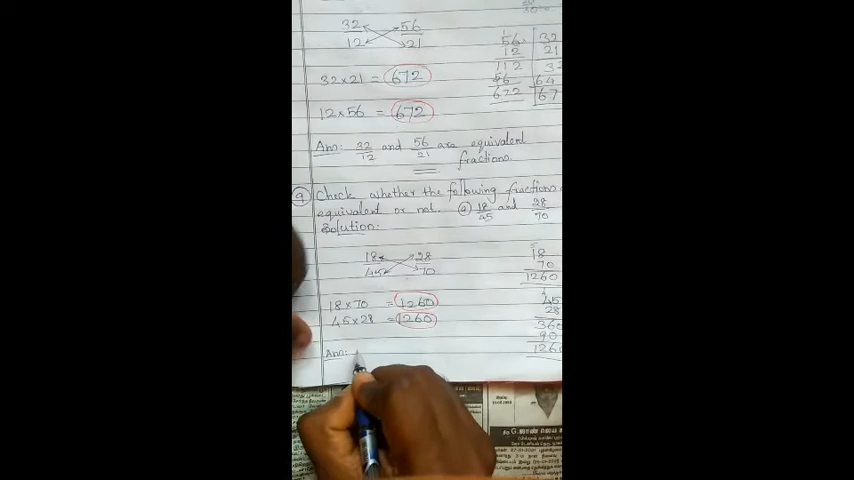 32 56
12 21
32×21 = 672
12×56 = 672
Ans: 32/12 and 56/21 are equivalent
fractions.
56 32
12 21
112 3
56 64
672 67
9 Check whether the following fractions
equivalent or not. a 18/45 and 28/70
Solution:
18 28
45 70
18×70 = 1260
45×28 = 1260
Ans:
18
70
1260
45
28
360
90
1260